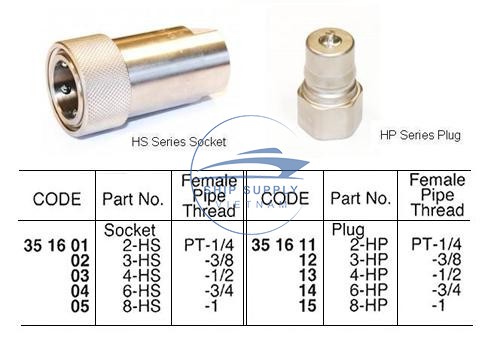 HS Series Socket
HP Series Plug
SHIP SUPPLY
VIETNAM
CODE Part No. Female Pipe Thread CODE Part No. Female Pipe Thread
Socket Plug
35 16 01 2-HS PT-1/4 35 16 11 2-HP PT-1/4
02 3-HS -3/8 12 3-HP -3/8
03 4-HS -1/2 13 4-HP -1/2
04 6-HS -3/4 14 6-HP -3/4
05 8-HS -1 15 8-HP -1